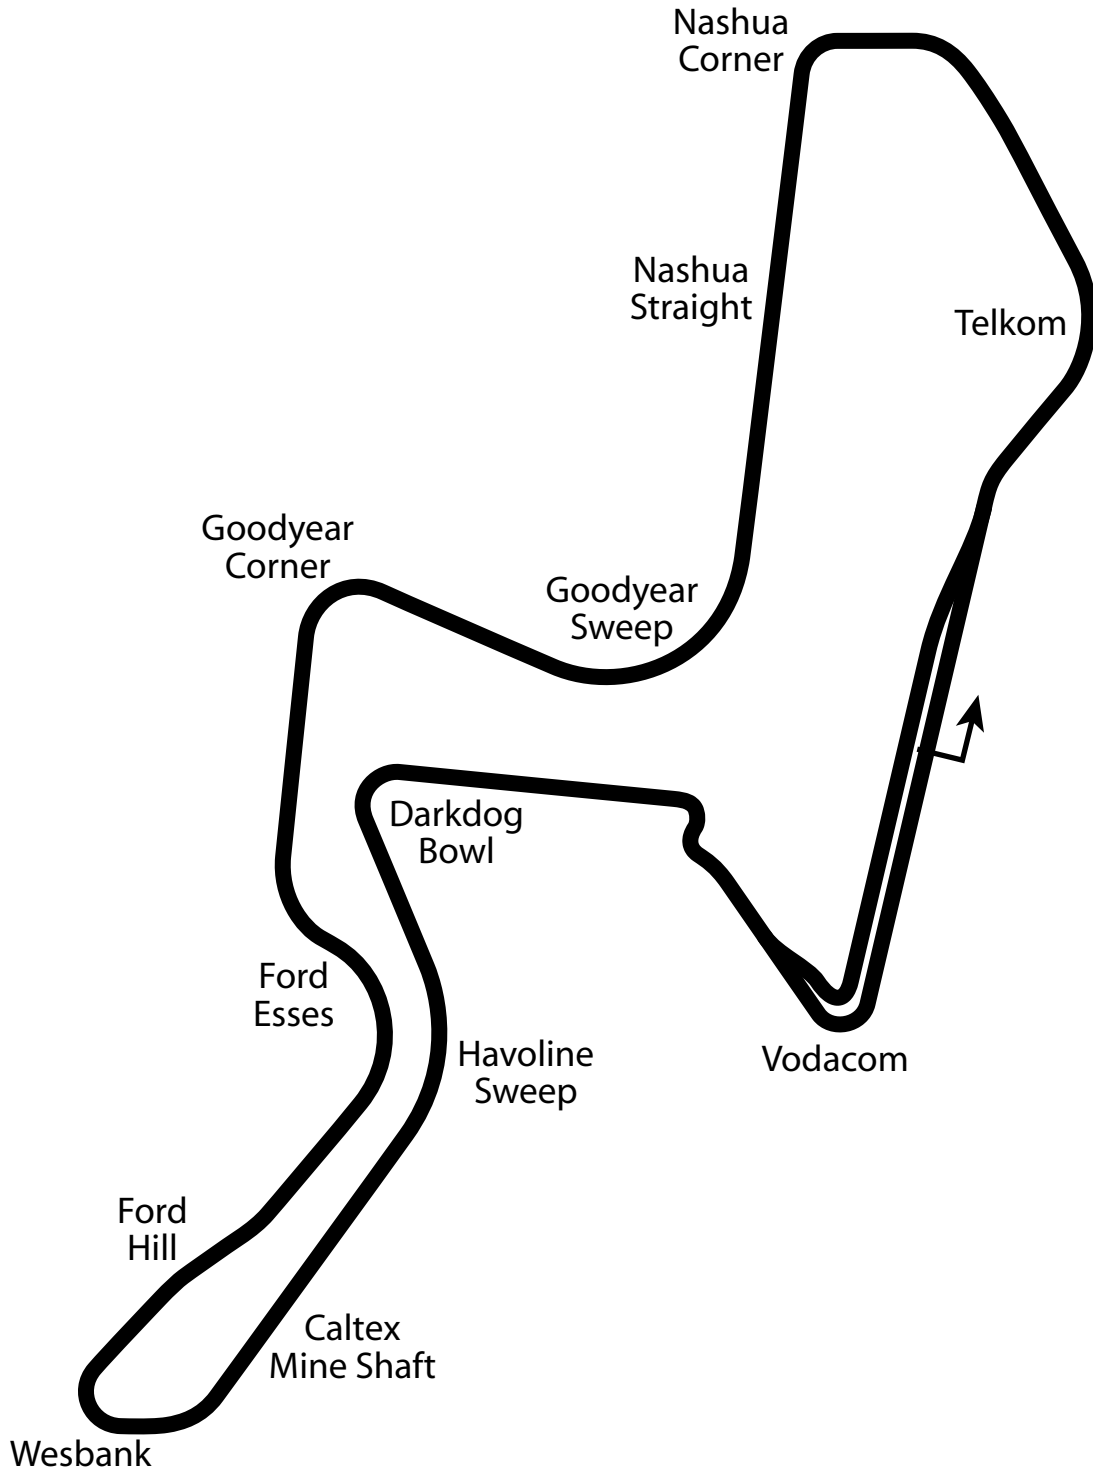 Nashua
Corner
Nashua
Straight
Telkom
Goodyear
Corner
Goodyear
Sweep
Darkdog
Bowl
Ford
Esses
Havoline
Sweep
Vodacom
Ford
Hill
Caltex
Mine Shaft
Wesbank